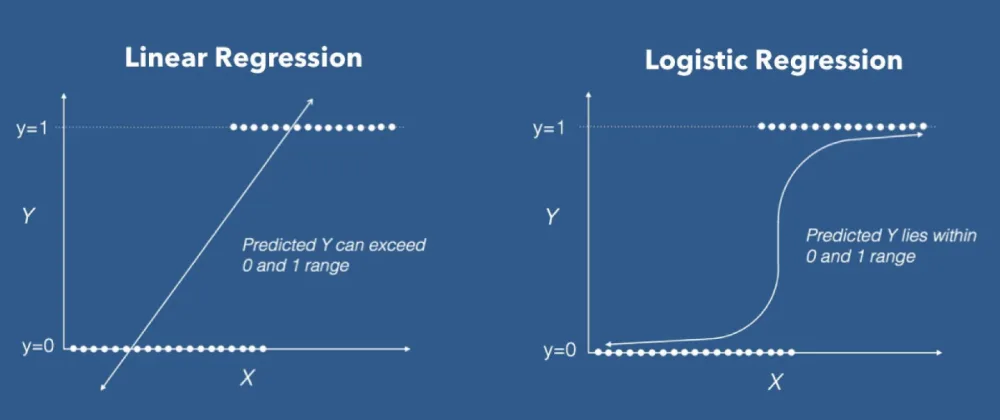 Linear Regression
y=1
Y
Predicted Y can exceed
0 and 1 range
y=0
X
Logistic Regression
y=1
Y
Predicted Y lies within
0 and 1 range
y=0
X